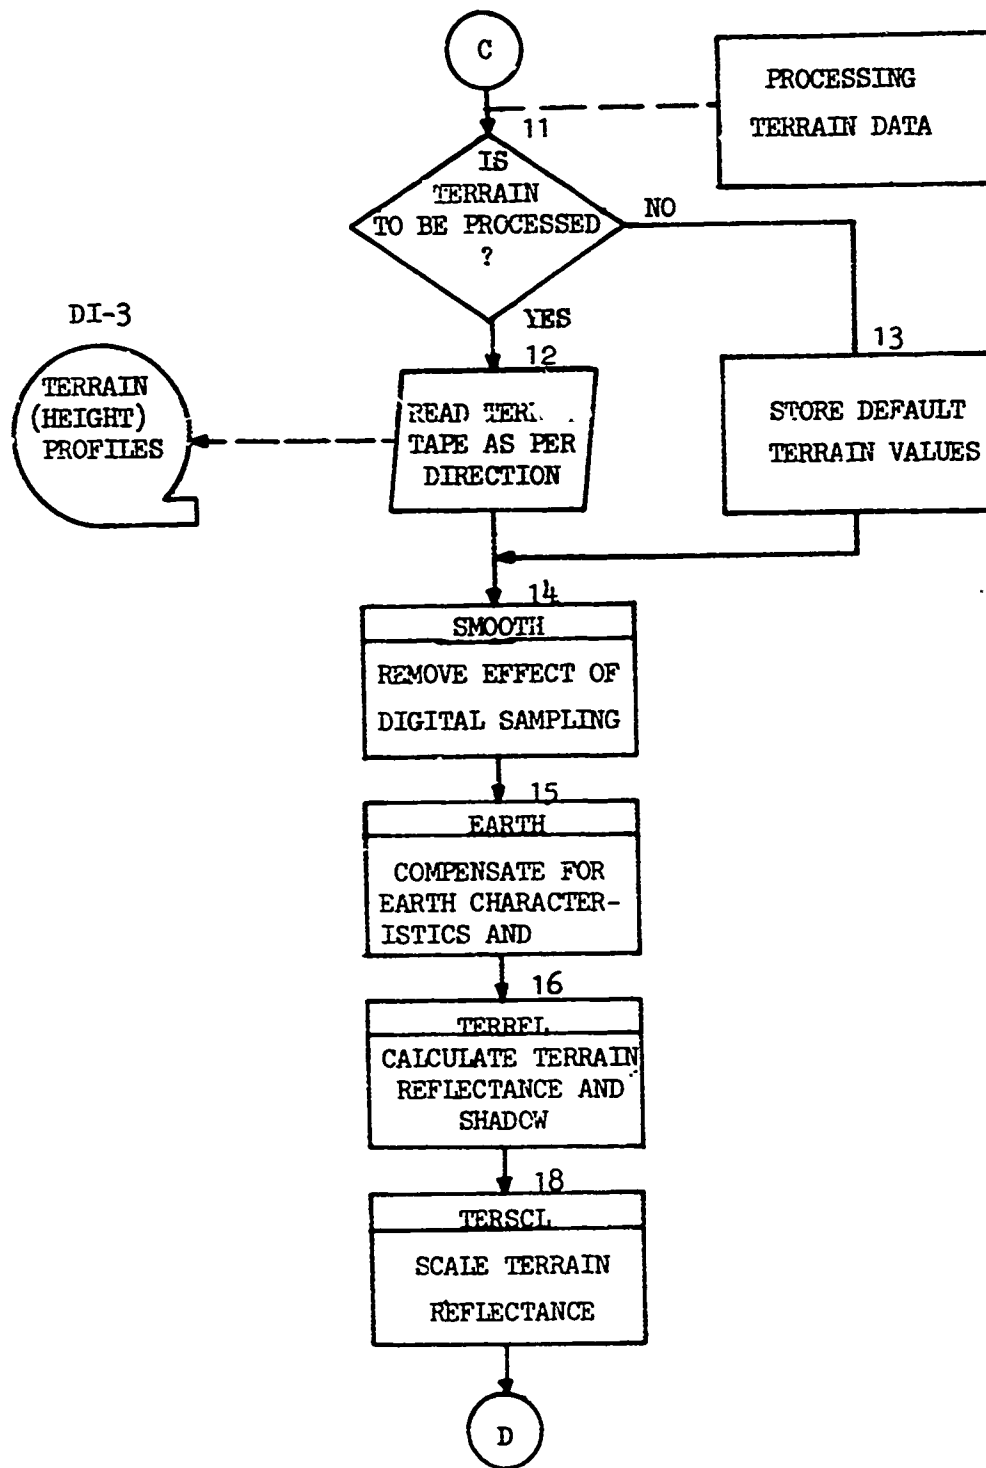 C
PROCESSING
TERRAIN DATA
11
IS
TERRAIN
TO BE PROCESSED
?
NO
YES
DI-3
TERRAIN
(HEIGHT)
PROFILES
12
READ
TAPE AS PER
DIRECTION
13
STORE DEFAULT
TERRAIN VALUES
14
SMOOTH
REMOVE EFFECT OF
DIGITAL SAMPLING
15
EARTH
COMPENSATE FOR
EARTH CHARACTER-
ISTICS AND
16
TERREL
CALCULATE TERRAIN
REFLECTANCE AND
SHADOW
18
TERSCL
SCALE TERRAIN
REFLECTANCE
D